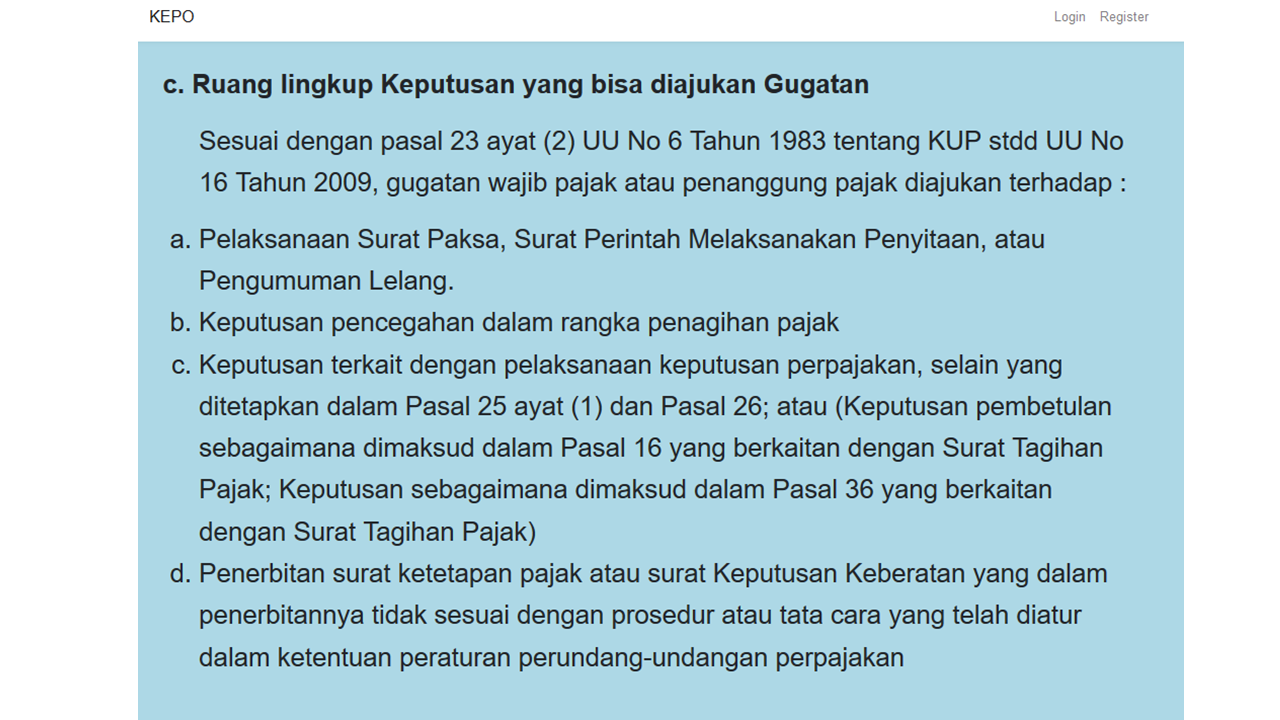 KEPO
Login Register
c. Ruang lingkup Keputusan yang bisa diajukan Gugatan
Sesuai dengan pasal 23 ayat (2) UU No 6 Tahun 1983 tentang KUP stdd UU No
16 Tahun 2009, gugatan wajib pajak atau penanggung pajak diajukan terhadap :
a. Pelaksanaan Surat Paksa, Surat Perintah Melaksanakan Penyitaan, atau
Pengumuman Lelang.
b. Keputusan pencegahan dalam rangka penagihan pajak
c. Keputusan terkait dengan pelaksanaan keputusan perpajakan, selain yang
ditetapkan dalam Pasal 25 ayat (1) dan Pasal 26; atau (Keputusan pembetulan
sebagaimana dimaksud dalam Pasal 16 yang berkaitan dengan Surat Tagihan
Pajak; Keputusan sebagaimana dimaksud dalam Pasal 36 yang berkaitan
dengan Surat Tagihan Pajak)
d. Penerbitan surat ketetapan pajak atau surat Keputusan Keberatan yang dalam
penerbitannya tidak sesuai dengan prosedur atau tata cara yang telah diatur
dalam ketentuan peraturan perundang-undangan perpajakan